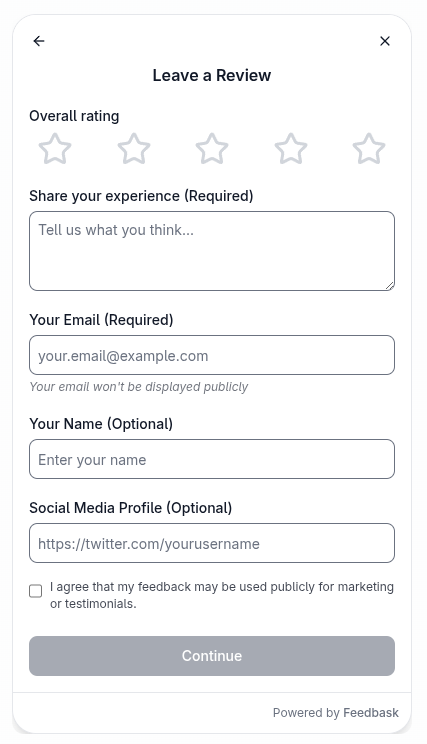 Leave a Review
Overall rating
Share your experience (Required)
Tell us what you think...
Your Email (Required)
your.email@example.com
Your email won't be displayed publicly
Your Name (Optional)
Enter your name
Social Media Profile (Optional)
https://twitter.com/yourusername
I agree that my feedback may be used publicly for marketing
or testimonials.
Continue
Powered by Feedbask